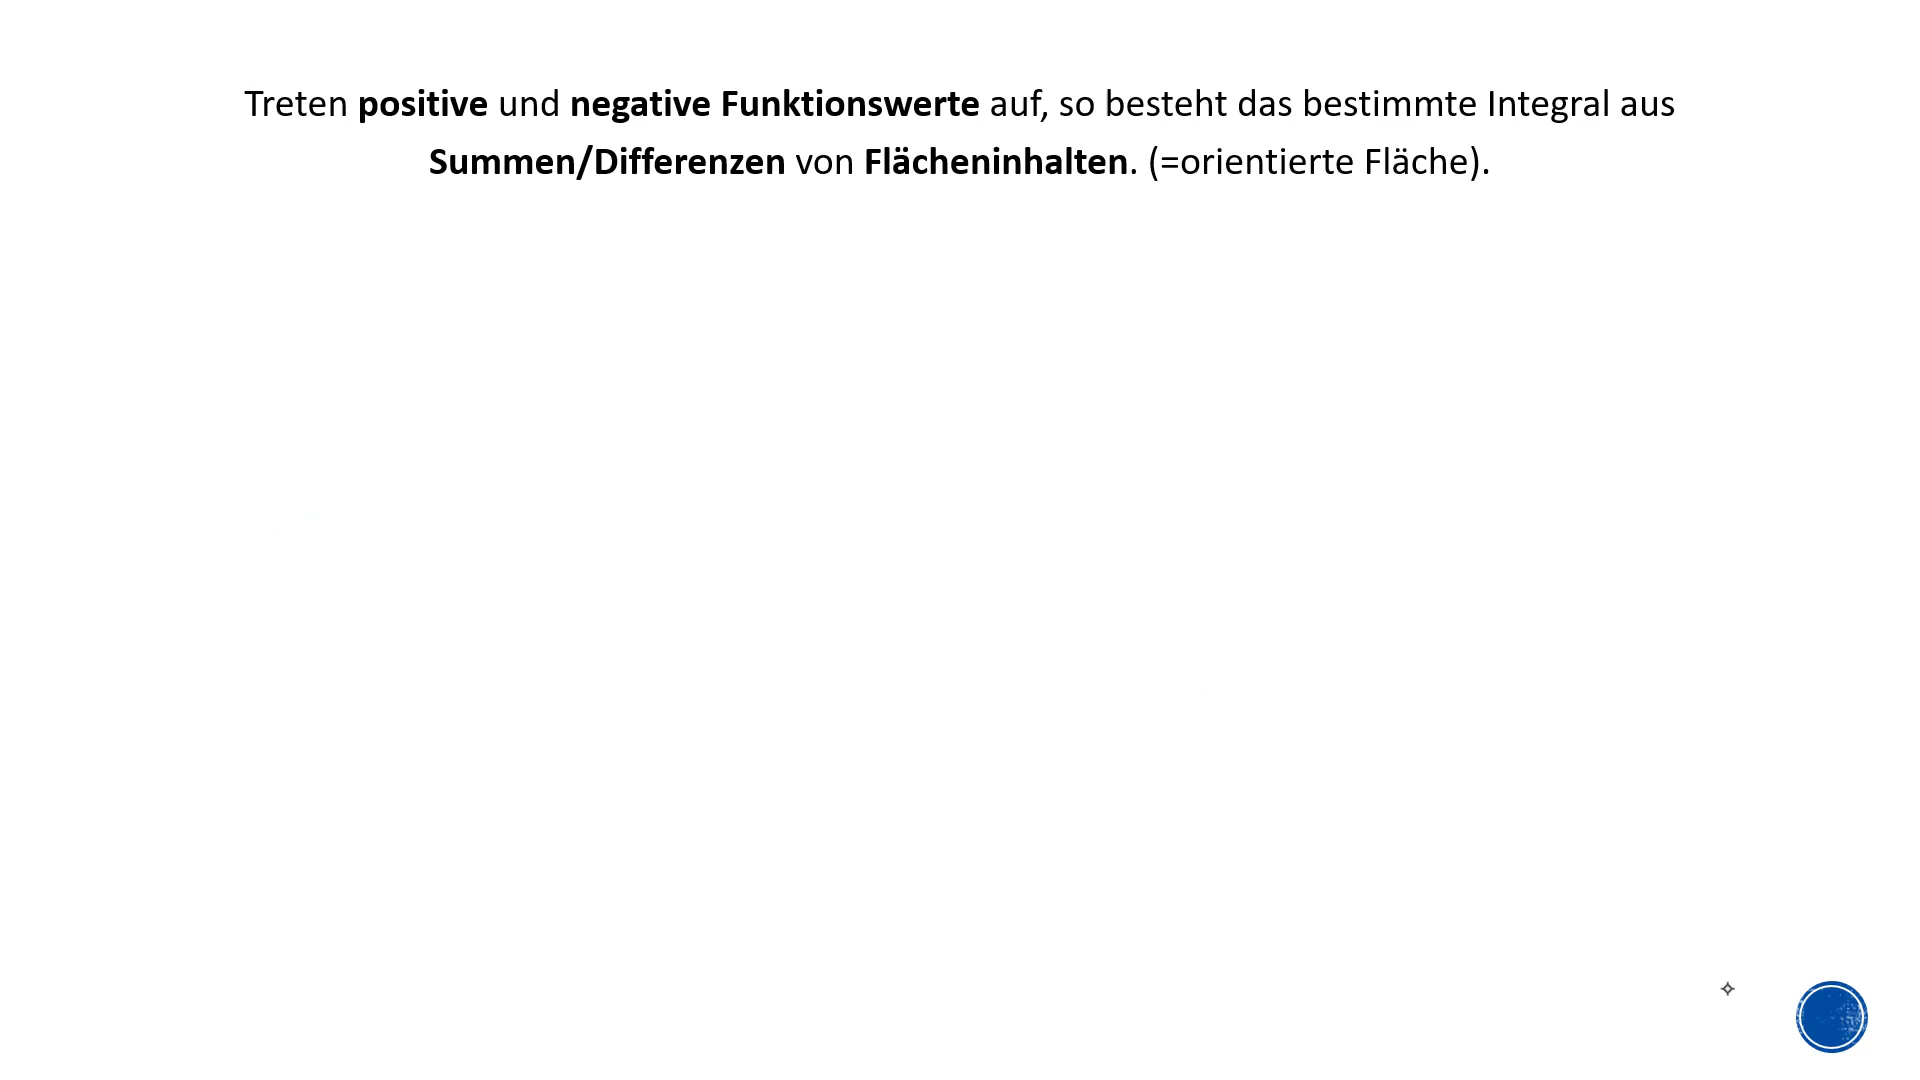 Treten positive und negative Funktionswerte auf, so besteht das bestimmte Integral aus
Summen/Differenzen von Flächeninhalten. (=orientierte Fläche).